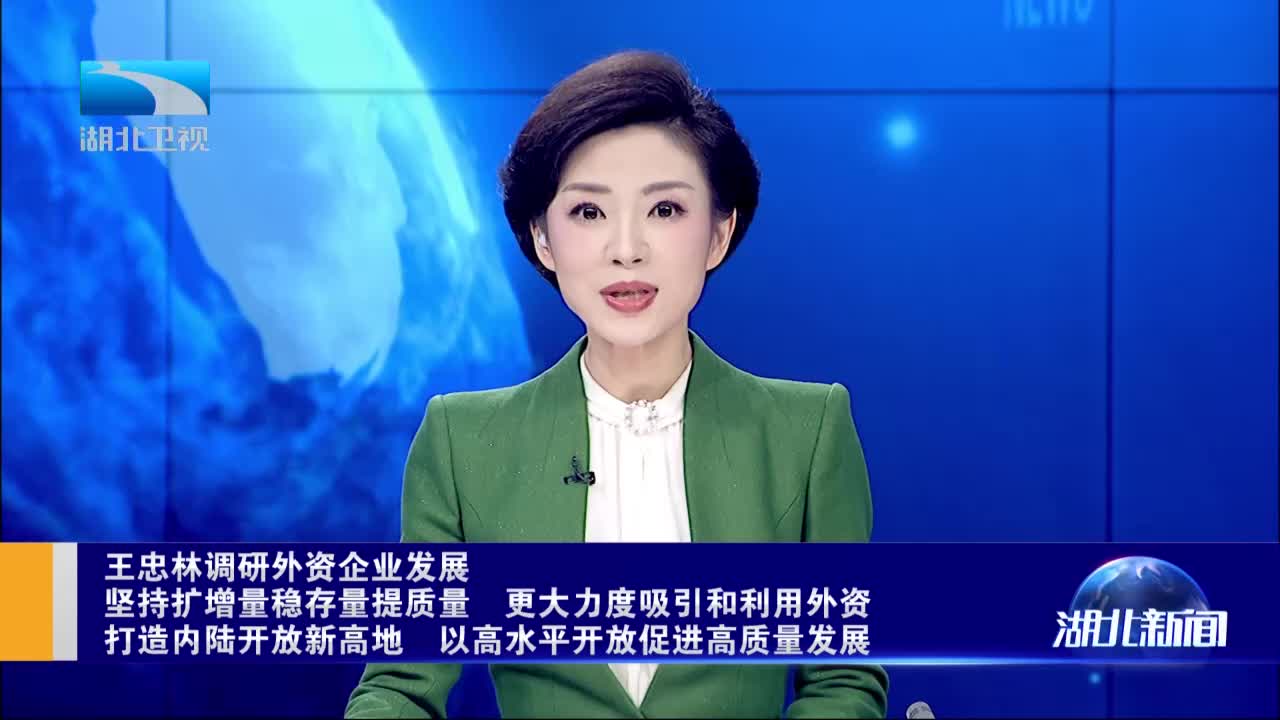 NEWS
湖北卫视
王忠林调研外资企业发展
坚持扩增量稳存量提质量 更大力度吸引和利用外资
打造内陆开放新高地 以高水平开放促进高质量发展
湖北新闻